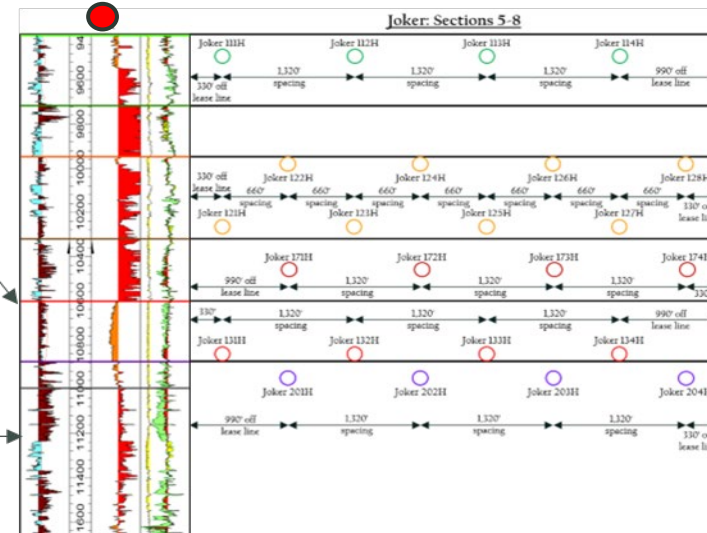 Joker: Sections 5-8
94
9600
9800
10000
10200
10400
10600
10800
11000
11200
11400
1600
Joker 111H Joker 112H Joker 113H Joker 114H
1,320' 1,320' 1,320' 990' off
330' off spacing spacing spacing lease line
lease line
330' off Joker 122H Joker 124H Joker 126H Joker 128H
lease line 660' 660' 660' 660' 660' 660' 660'
spacing spacing spacing spacing spacing spacing spacing 330' o
Joker 121H Joker 123H Joker 125H Joker 127H lease li
Joker 171H Joker 172H Joker 173H Joker 174H
990' off 1,320' 1,320' 1,320' 330
lease line spacing spacing spacing
330' 1,320' 1,320' 1,320' 990' off
spacing spacing spacing lease line
Joker 131H Joker 132H Joker 133H Joker 134H
Joker 201H Joker 202H Joker 203H Joker 204H
990' off 1,320' 1,320' 1,320' 330' o
lease line spacing spacing spacing lease li